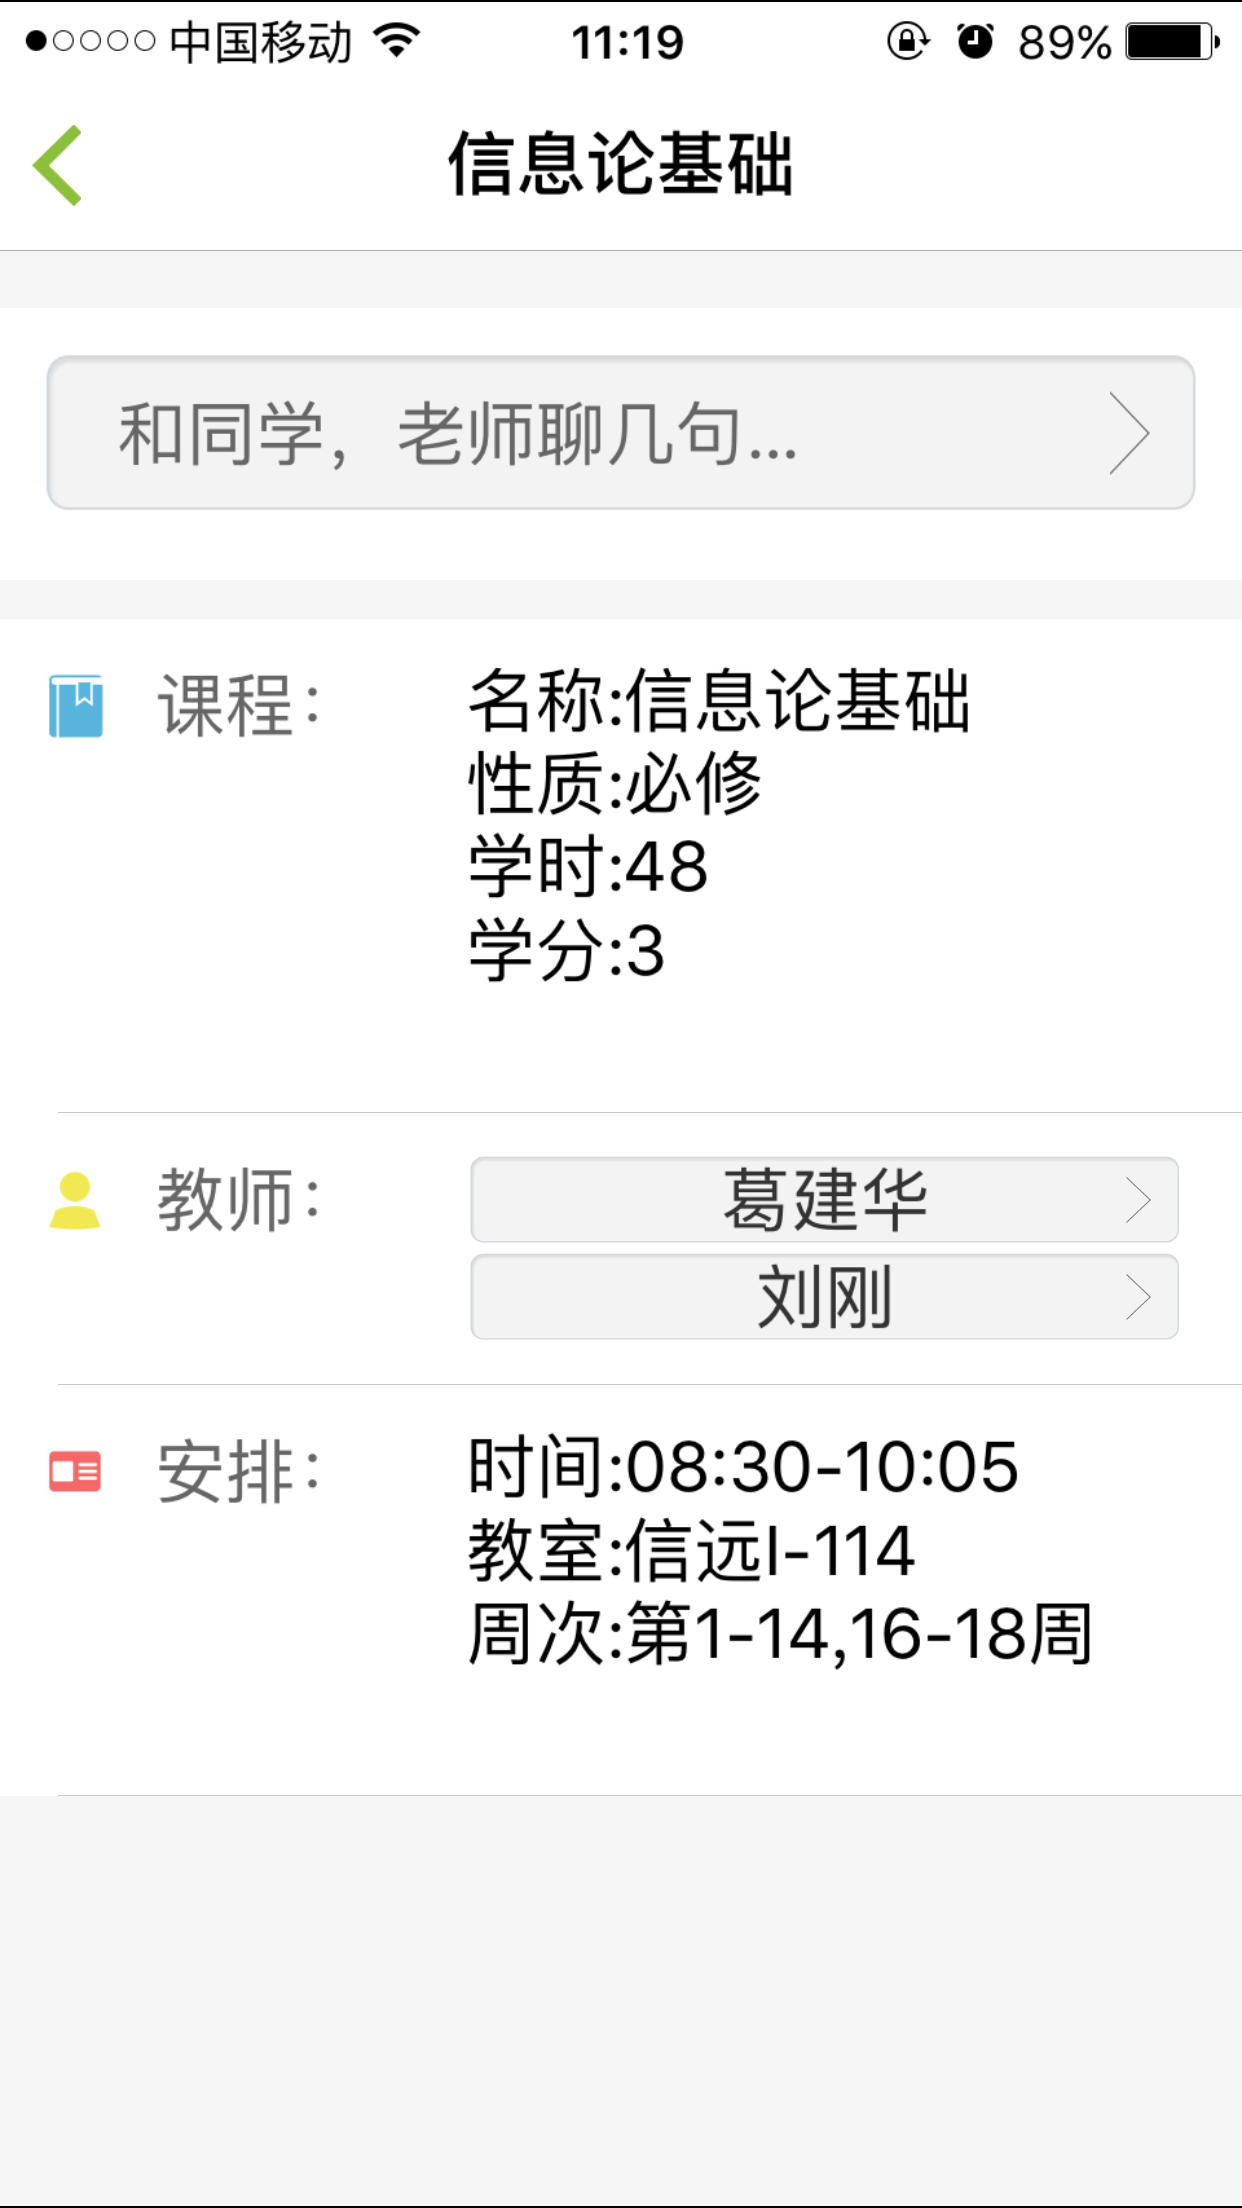 中国移动 11:19 89%
信息论基础
和同学，老师聊几句...
课程： 名称:信息论基础
性质:必修
学时:48
学分:3
教师： 葛建华
刘刚
安排： 时间:08:30-10:05
教室:信远I-114
周次:第1-14,16-18周